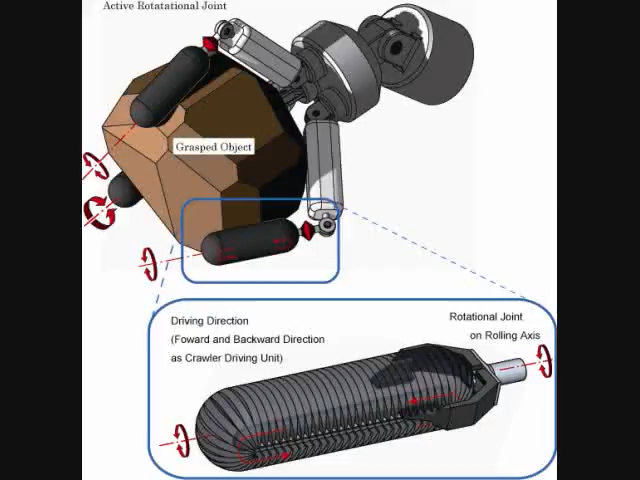 Active Rotatational Joint
Grasped Object
Driving Direction
(Foward and Backward Direction
as Crawler Driving Unit)
Rotational Joint
on Rolling Axis